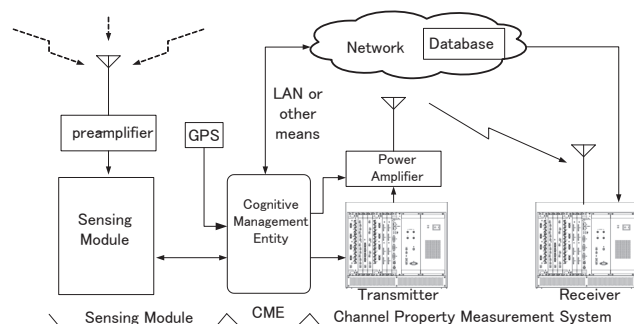 Network
Database
LAN or
other
means
preamplifier
GPS
Power
Amplifier
Sensing
Module
Cognitive
Management
Entity
Transmitter
Receiver
Sensing Module
CME
Channel Property Measurement System